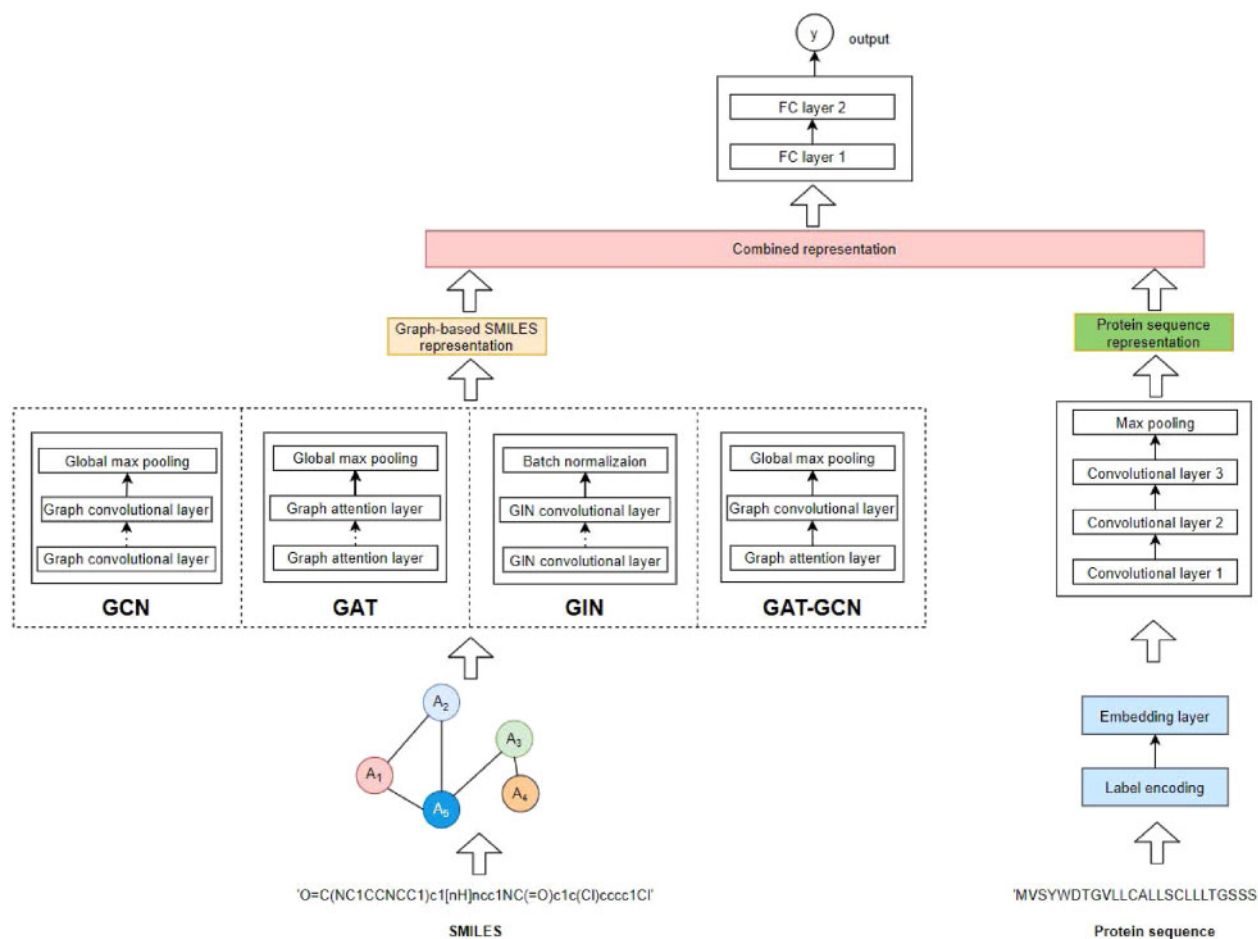 y
output
FC layer 2
FC layer 1
Combined representation
Graph-based SMILES
representation
Protein sequence
representation
Global max pooling
Graph convolutional layer
Graph convolutional layer
GCN
Global max pooling
Graph attention layer
Graph attention layer
GAT
Batch normalizaion
GIN convolutional layer
GIN convolutional layer
GIN
Global max pooling
Graph convolutional layer
Graph attention layer
GAT-GCN
Max pooling
Convolutional layer 3
Convolutional layer 2
Convolutional layer 1
A2
A3
A1
A4
A5
Embedding layer
Label encoding
'O=C(NC1CCNCC1)c1[nH]ncc1NC(=O)c1c(Cl)cccc1Cl'
SMILES
'MVSYWDTGVLLCALLSCLLLTGSSS
Protein sequence